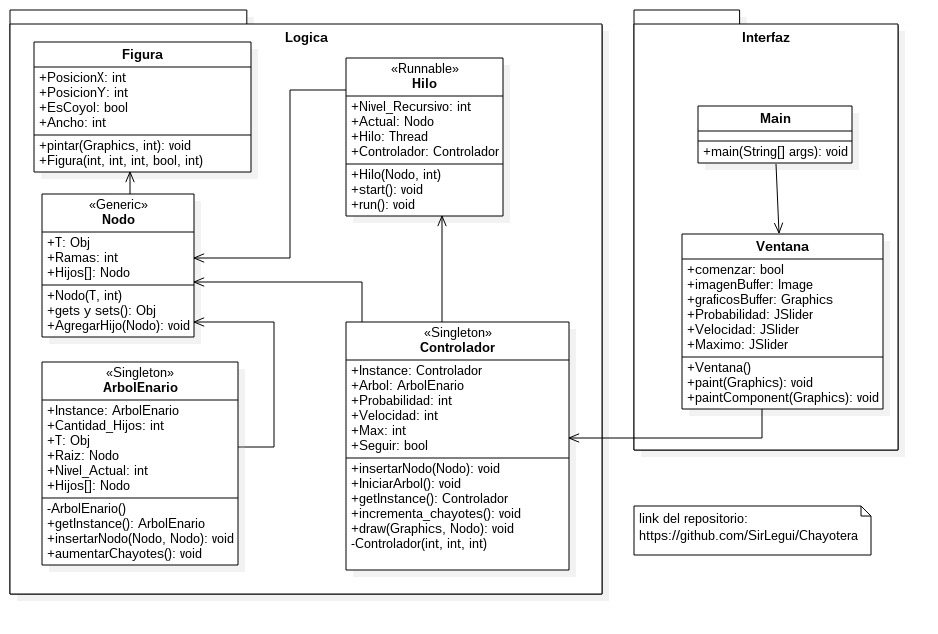 Logica
Figura
+PosicionX: int
+PosicionY: int
+EsCoyol: bool
+Ancho: int
+pintar(Graphics, int): void
+Figura(int, int, int, bool, int)
«Generic»
Nodo
+T: Obj
+Ramas: int
+Hijos[]: Nodo
+Nodo(T, int)
+gets y sets(): Obj
+AgregarHijo(Nodo): void
«Singleton»
ArbolEnario
+Instance: ArbolEnario
+Cantidad_Hijos: int
+T: Obj
+Raiz: Nodo
+Nivel_Actual: int
+Hijos[]: Nodo
-ArbolEnario()
+getInstance(): ArbolEnario
+insertarNodo(Nodo, Nodo): void
+aumentarChayotes(): void
«Runnable»
Hilo
+Nivel_Recursivo: int
+Actual: Nodo
+Hilo: Thread
+Controlador: Controlador
+Hilo(Nodo, int)
+start(): void
+run(): void
«Singleton»
Controlador
+Instance: Controlador
+Arbol: ArbolEnario
+Probabilidad: int
+Velocidad: int
+Max: int
+Seguir: bool
+insertarNodo(Nodo): void
+IniciarArbol(): void
+getInstance(): Controlador
+incrementa_chayotes(): void
+draw(Graphics, Nodo): void
-Controlador(int, int, int)
Interfaz
Main
+main(String[] args): void
Ventana
+comenzar: bool
+imagenBuffer: Image
+graficosBuffer: Graphics
+Probabilidad: JSlider
+Velocidad: JSlider
+Maximo: JSlider
+Ventana()
+paint(Graphics): void
+paintComponent(Graphics): void
link del repositorio:
https://github.com/SirLegui/Chayotera